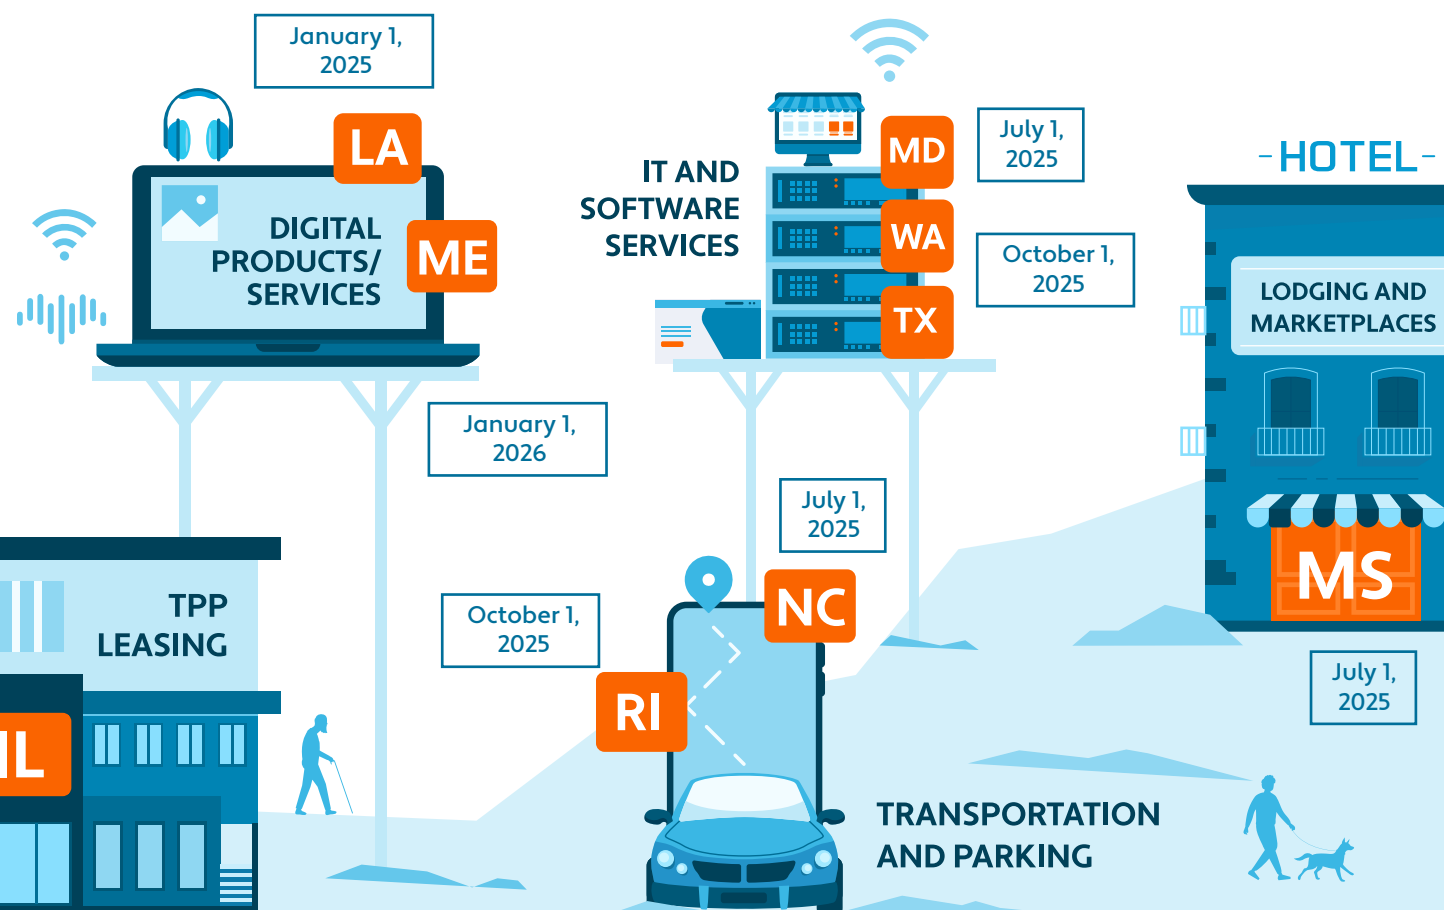 January 1,
2025
LA
DIGITAL
PRODUCTS/
SERVICES
ME
January 1,
2026
IT AND
SOFTWARE
SERVICES
MD
WA
TX
July 1,
2025
October 1,
2025
-HOTEL-
LODGING AND
MARKETPLACES
MS
July 1,
2025
TPP
LEASING
IL
October 1,
2025
RI
July 1,
2025
NC
TRANSPORTATION
AND PARKING